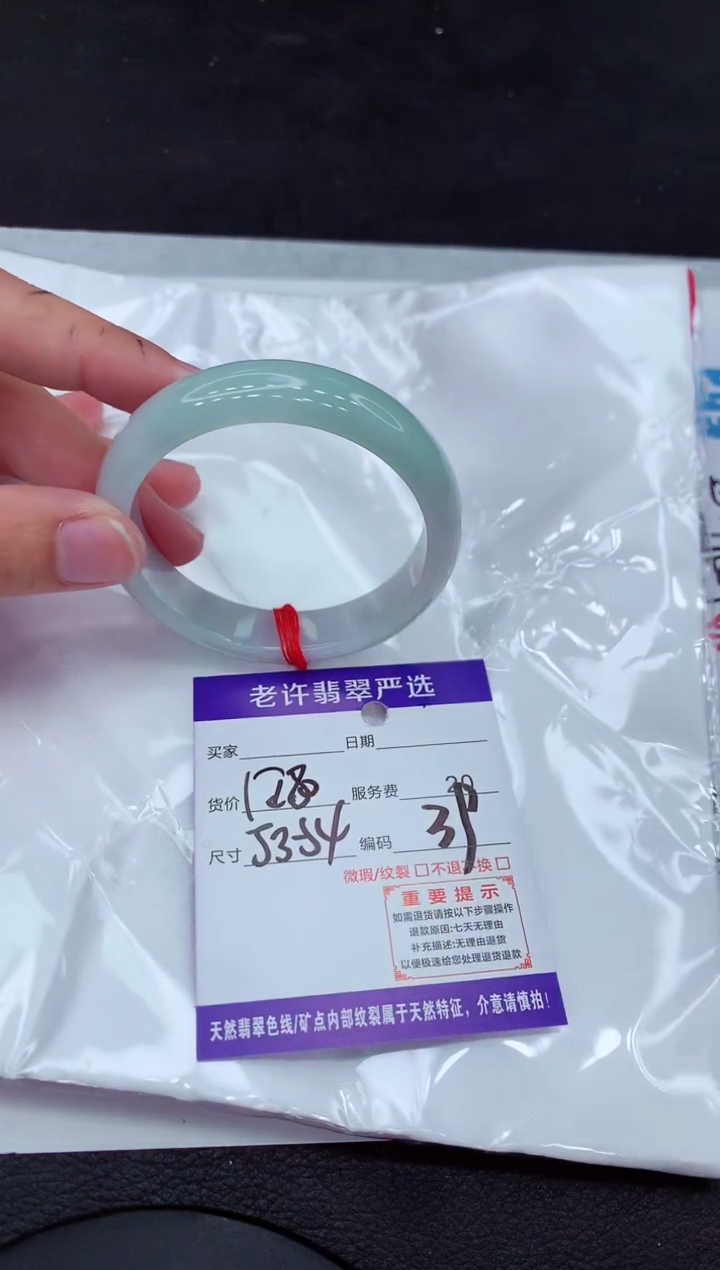 老许翡翠严选
买家 日期
货价 128 服务费 20
尺寸 53-54 编码 39
微瑕/纹裂 □不退不换 □
重要提示
如需退货请按以下步骤操作
退款原因:七天无理由
补充描述:无理由退货
以便极速给您处理退货退款
天然翡翠色线/矿点内部纹裂属于天然特征，介意请慎拍！